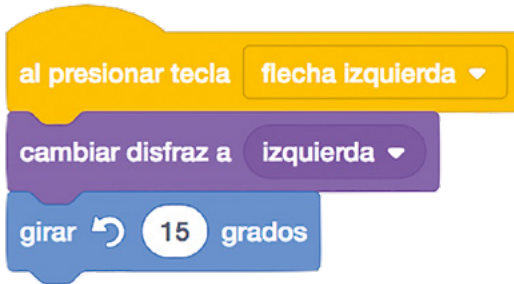 al presionar tecla flecha izquierda
cambiar disfraz a izquierda
girar 15 grados